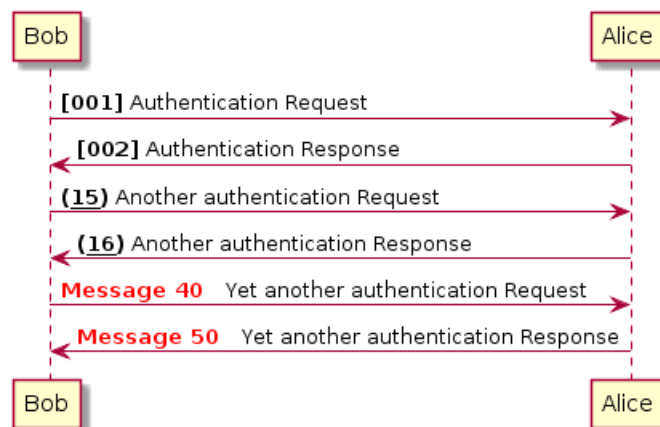 Bob Alice
[001] Authentication Request
[002] Authentication Response
(15) Another authentication Request
(16) Another authentication Response
Message 40 Yet another authentication Request
Message 50 Yet another authentication Response
Bob Alice